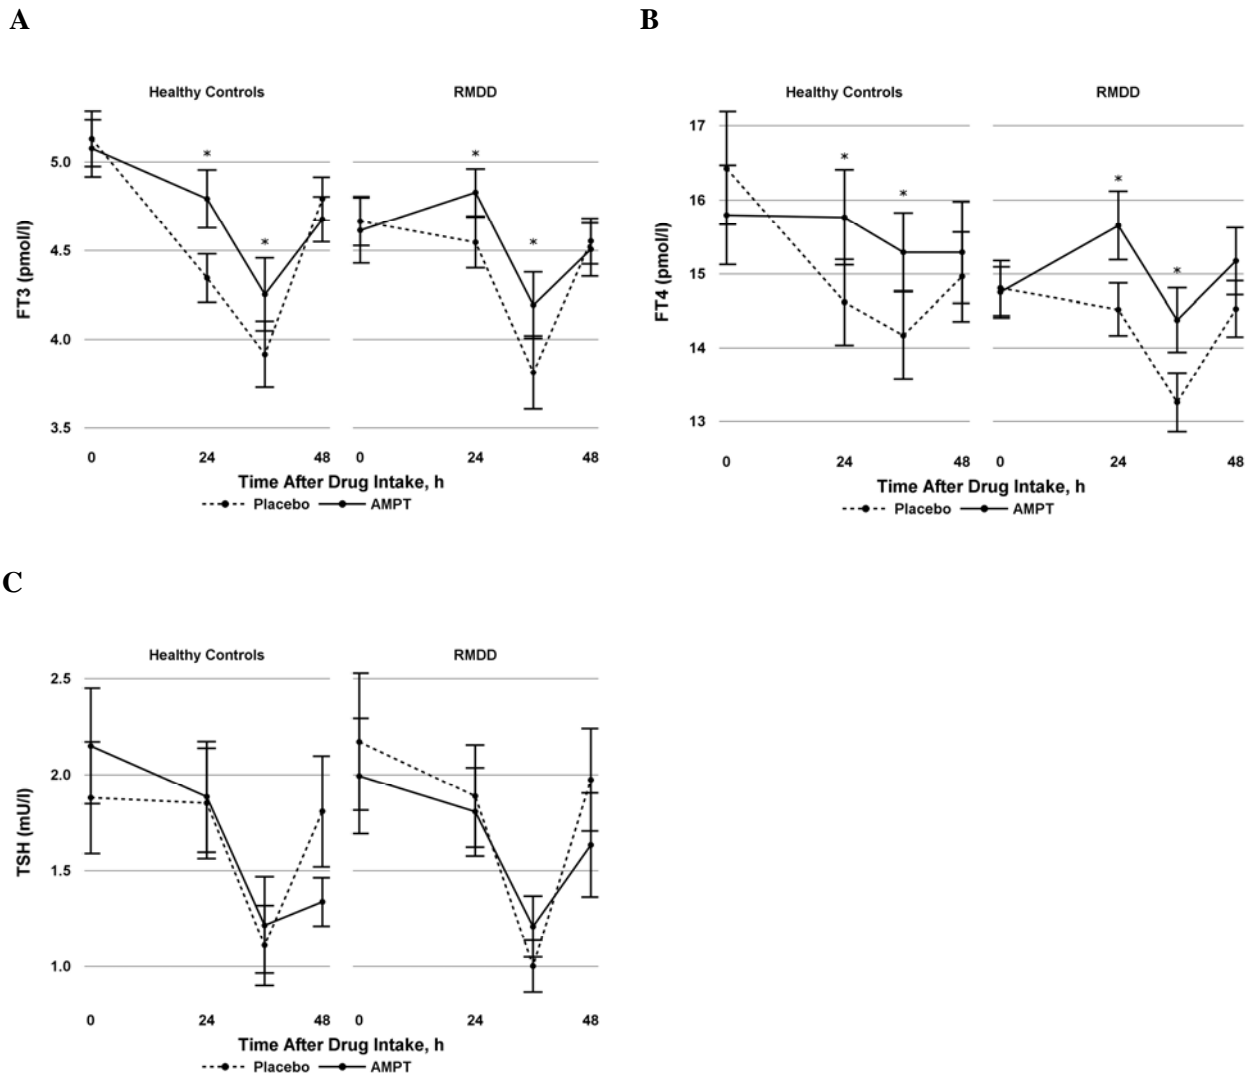 A
Healthy Controls RMDD
* * * *
5.0
4.5
4.0
3.5
FT3 (pmol/l)
0 24 48 0 24 48
Time After Drug Intake, h
Placebo AMPT
B
Healthy Controls RMDD
* * * *
17
16
15
14
13
FT4 (pmol/l)
0 24 48 0 24 48
Time After Drug Intake, h
Placebo AMPT
C
Healthy Controls RMDD
2.5
2.0
1.5
1.0
TSH (mU/l)
0 24 48 0 24 48
Time After Drug Intake, h
Placebo AMPT